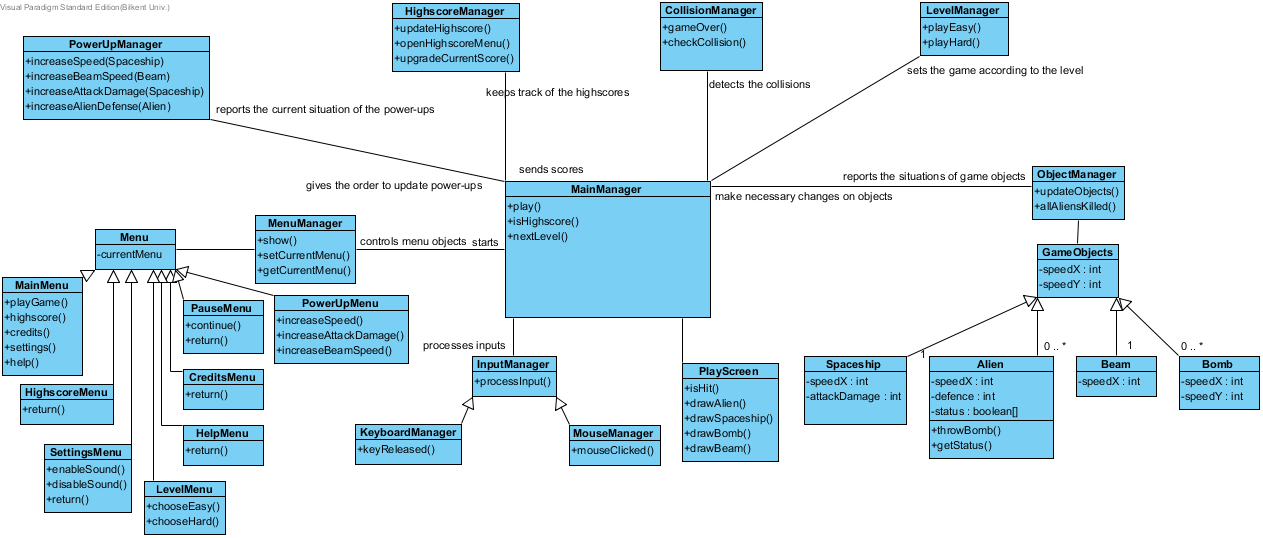 Visual Paradigm Standard Edition(Bilkent Univ.)
HighscoreManager
+updateHighscore()
+openHighscoreMenu()
+upgradeCurrentScore()
CollisionManager
+gameOver()
+checkCollision()
LevelManager
+playEasy()
+playHard()
PowerUpManager
+increaseSpeed(Spaceship)
+increaseBeamSpeed(Beam)
+increaseAttackDamage(Spaceship)
+increaseAlienDefense(Alien)
sets the game according to the level
keeps track of the highscores
detects the collisions
reports the current situation of the power-ups
sends scores
gives the order to update power-ups
MainManager
+play()
+isHighscore()
+nextLevel()
reports the situations of game objects
make necessary changes on objects
ObjectManager
+updateObjects()
+allAliensKilled()
Menu
-currentMenu
MenuManager
+show()
+setCurrentMenu()
+getCurrentMenu()
controls menu objects
starts
GameObjects
-speedX : int
-speedY : int
MainMenu
+playGame()
+highscore()
+credits()
+settings()
+help()
PauseMenu
+continue()
+return()
PowerUpMenu
+increaseSpeed()
+increaseAttackDamage()
+increaseBeamSpeed()
processes inputs
InputManager
+processInput()
PlayScreen
+isHit()
+drawAlien()
+drawSpaceship()
+drawBomb()
+drawBeam()
1
0 .. *
1
0 .. *
Spaceship
-speedX : int
-attackDamage : int
Alien
-speedX : int
-defence : int
-status : boolean[]
+throwBomb()
+getStatus()
Beam
-speedX : int
Bomb
-speedX : int
-speedY : int
HighscoreMenu
+return()
CreditsMenu
+return()
HelpMenu
+return()
KeyboardManager
+keyReleased()
MouseManager
+mouseClicked()
SettingsMenu
+enableSound()
+disableSound()
+return()
LevelMenu
+chooseEasy()
+chooseHard()